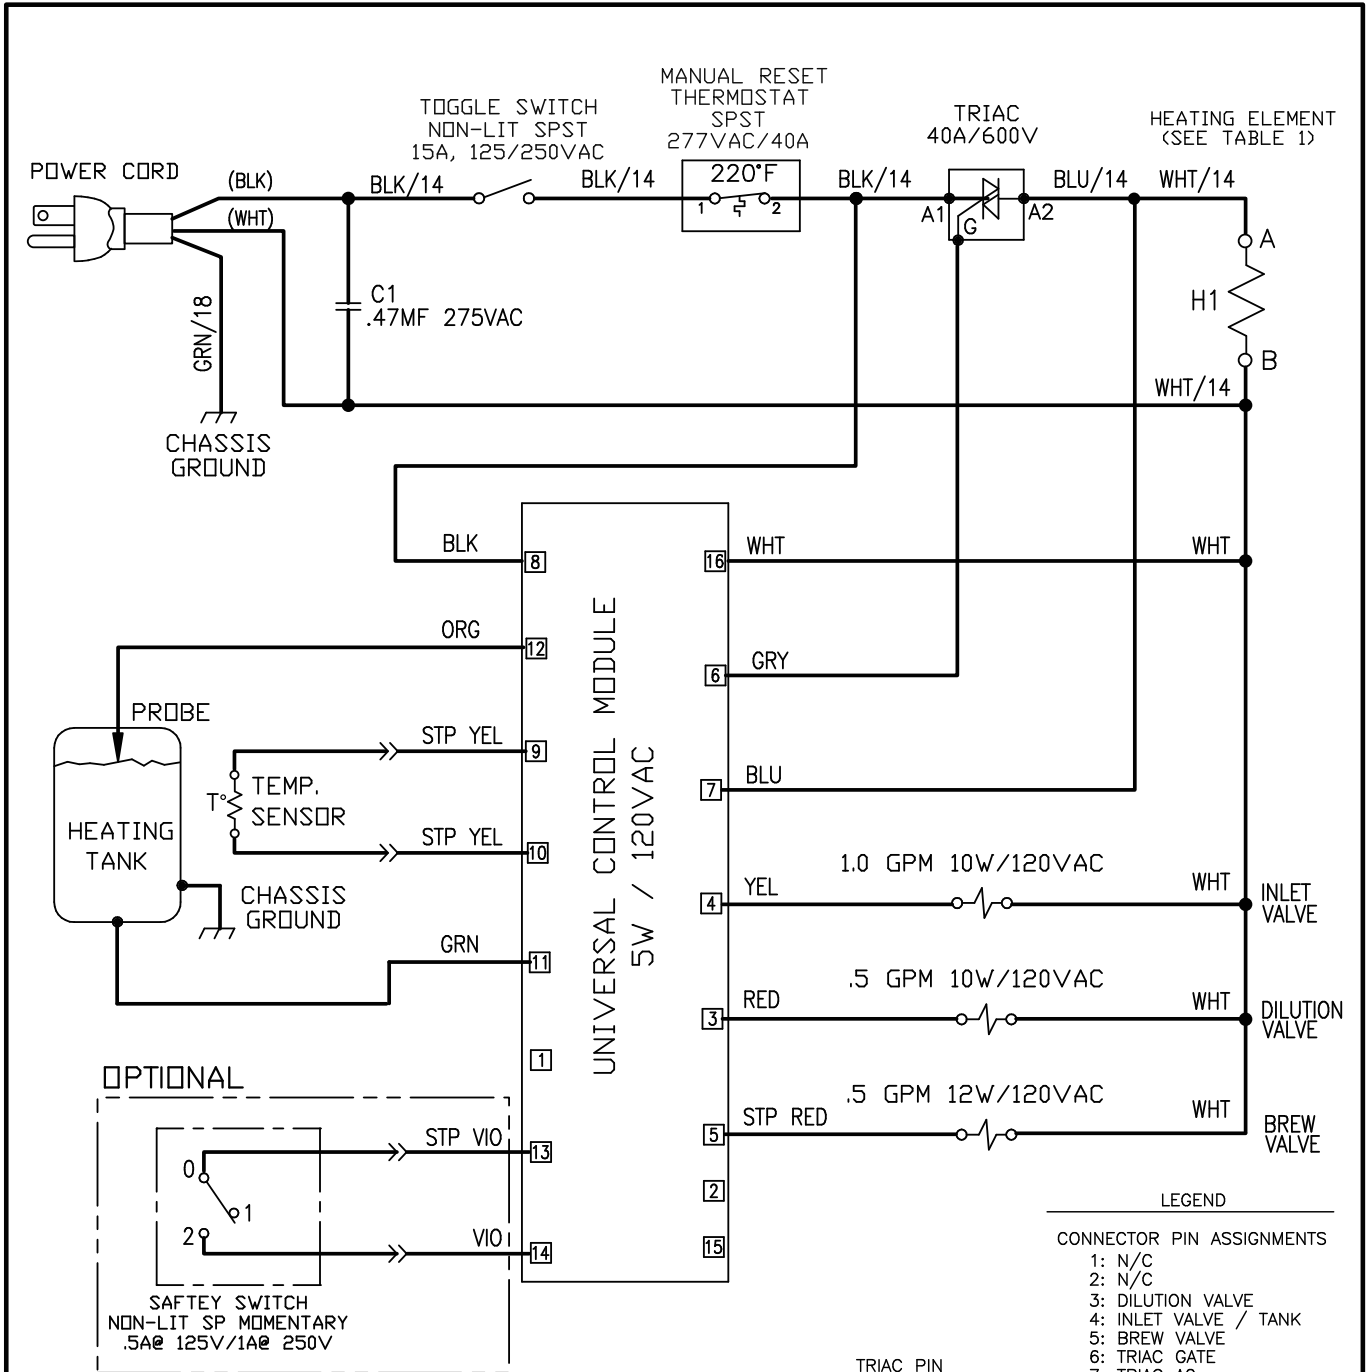 MANUAL RESET
THERMOSTAT
SPST
277VAC/40A
TOGGLE SWITCH
NON-LIT SPST
15A, 125/250VAC
TRIAC
40A/600V
HEATING ELEMENT
(SEE TABLE 1)
POWER CORD
(BLK)
BLK/14
BLK/14
220°F
1
2
BLK/14
A1
G
A2
BLU/14
WHT/14
(WHT)
A
H1
B
C1
.47MF 275VAC
GRN/18
WHT/14
CHASSIS
GROUND
BLK
8
16
WHT
WHT
ORG
12
6
GRY
PROBE
STP YEL
9
7
BLU
T°
TEMP.
SENSOR
HEATING
TANK
STP YEL
10
UNIVERSAL CONTROL MODULE
5W / 120VAC
CHASSIS
GROUND
1.0 GPM 10W/120VAC
4
YEL
WHT
INLET
VALVE
GRN
11
.5 GPM 10W/120VAC
3
RED
WHT
DILUTION
VALVE
1
OPTIONAL
.5 GPM 12W/120VAC
5
STP RED
WHT
BREW
VALVE
STP VIO
13
0
1
2
VIO
14
2
15
SAFTEY SWITCH
NON-LIT SP MOMENTARY
.5A@ 125V/1A@ 250V
LEGEND
CONNECTOR PIN ASSIGNMENTS
1: N/C
2: N/C
3: DILUTION VALVE
4: INLET VALVE / TANK
5: BREW VALVE
6: TRIAC GATE
TRIAC PIN